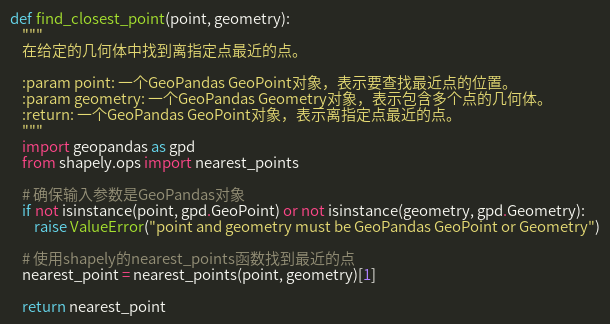 def find_closest_point(point, geometry):
"""
在给定的几何体中找到离指定点最近的点。
:param point: 一个GeoPandas GeoPoint对象，表示要查找最近点的位置。
:param geometry: 一个GeoPandas Geometry对象，表示包含多个点的几何体。
:return: 一个GeoPandas GeoPoint对象，表示离指定点最近的点。
"""
import geopandas as gpd
from shapely.ops import nearest_points
# 确保输入参数是GeoPandas对象
if not isinstance(point, gpd.GeoPoint) or not isinstance(geometry, gpd.Geometry):
raise ValueError("point and geometry must be GeoPandas GeoPoint or Geometry")
# 使用shapely的nearest_points函数找到最近的点
nearest_point = nearest_points(point, geometry)[1]
return nearest_point